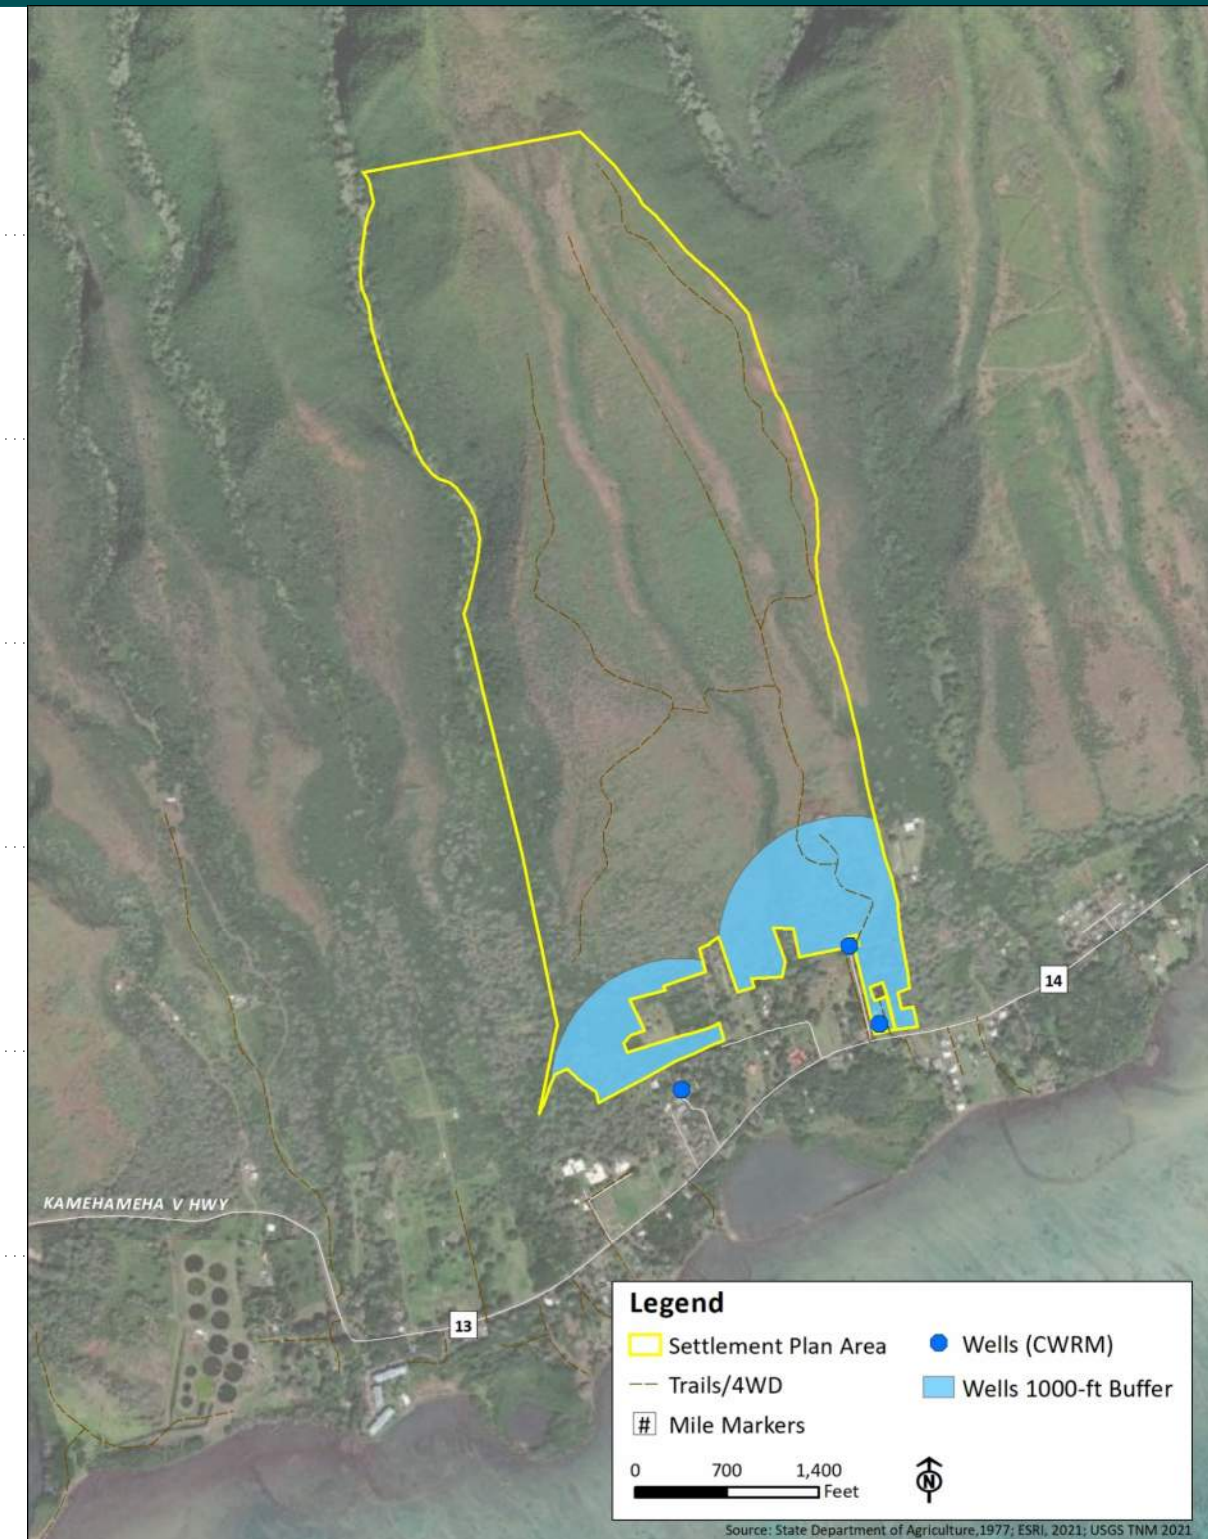 14
KAMEHAMEHA V HWY
13
Legend
Settlement Plan Area
Wells (CWRM)
Trails/4WD
Wells 1000-ft Buffer
# Mile Markers
0 700 1,400
Feet
N
Source: State Department of Agriculture,1977; ESRI, 2021; USGS TNM 2021